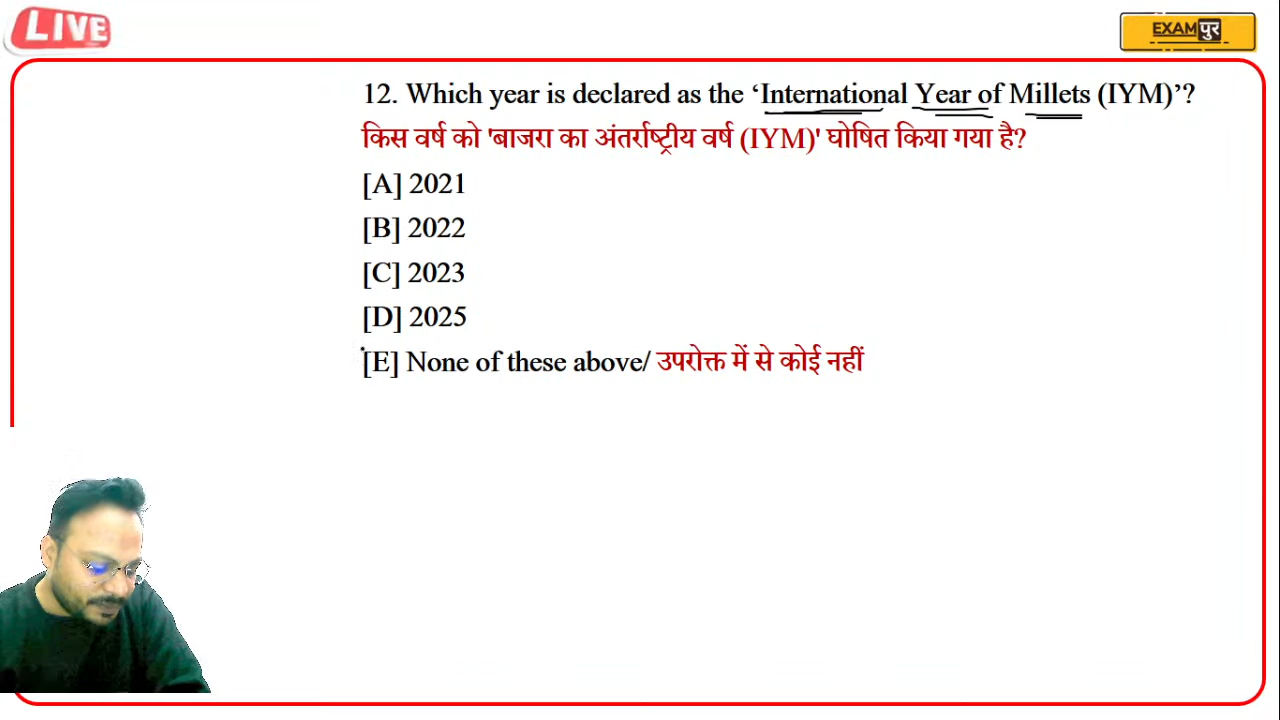 LIVE
EXAMपुर
12. Which year is declared as the ‘International Year of Millets (IYM)’?
किस वर्ष को 'बाजरा का अंतर्राष्ट्रीय वर्ष (IYM)' घोषित किया गया है?
[A] 2021
[B] 2022
[C] 2023
[D] 2025
[E] None of these above/ उपरोक्त में से कोई नहीं